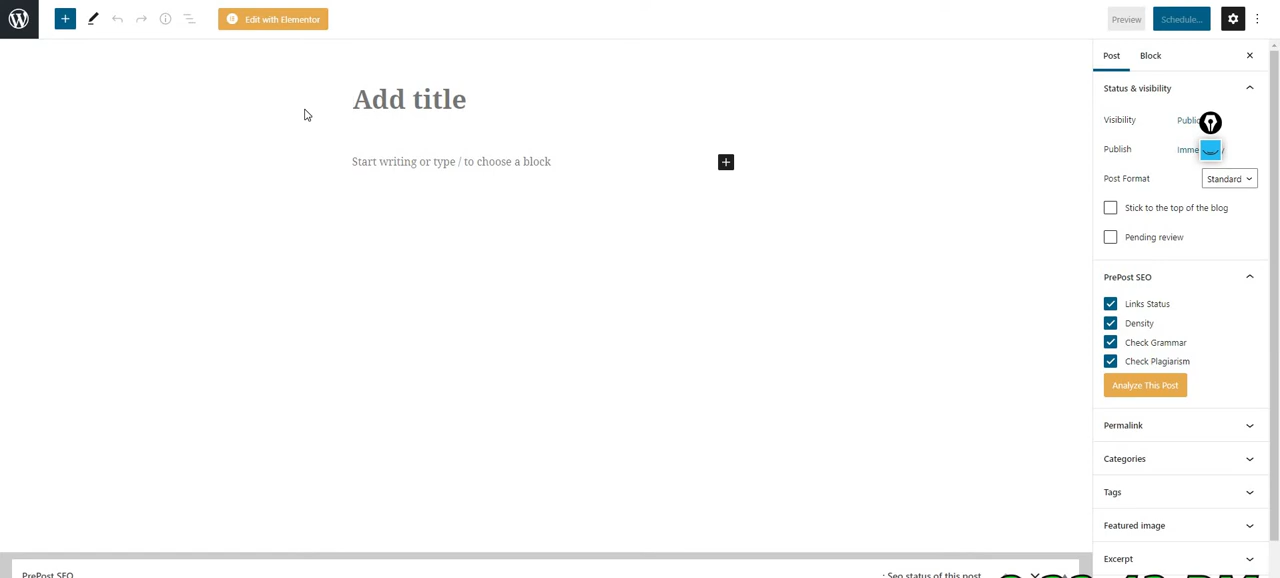 Edit with Elementor
Preview
Schedule...
Add title
Start writing or type / to choose a block
Post
Block
Status & visibility
Visibility
Publish
Post Format
Standard
Stick to the top of the blog
Pending review
PrePost SEO
Links Status
Density
Check Grammar
Check Plagiarism
Analyze This Post
Permalink
Categories
Tags
Featured image
Excerpt
PrePost SEO
: Seo status of this post